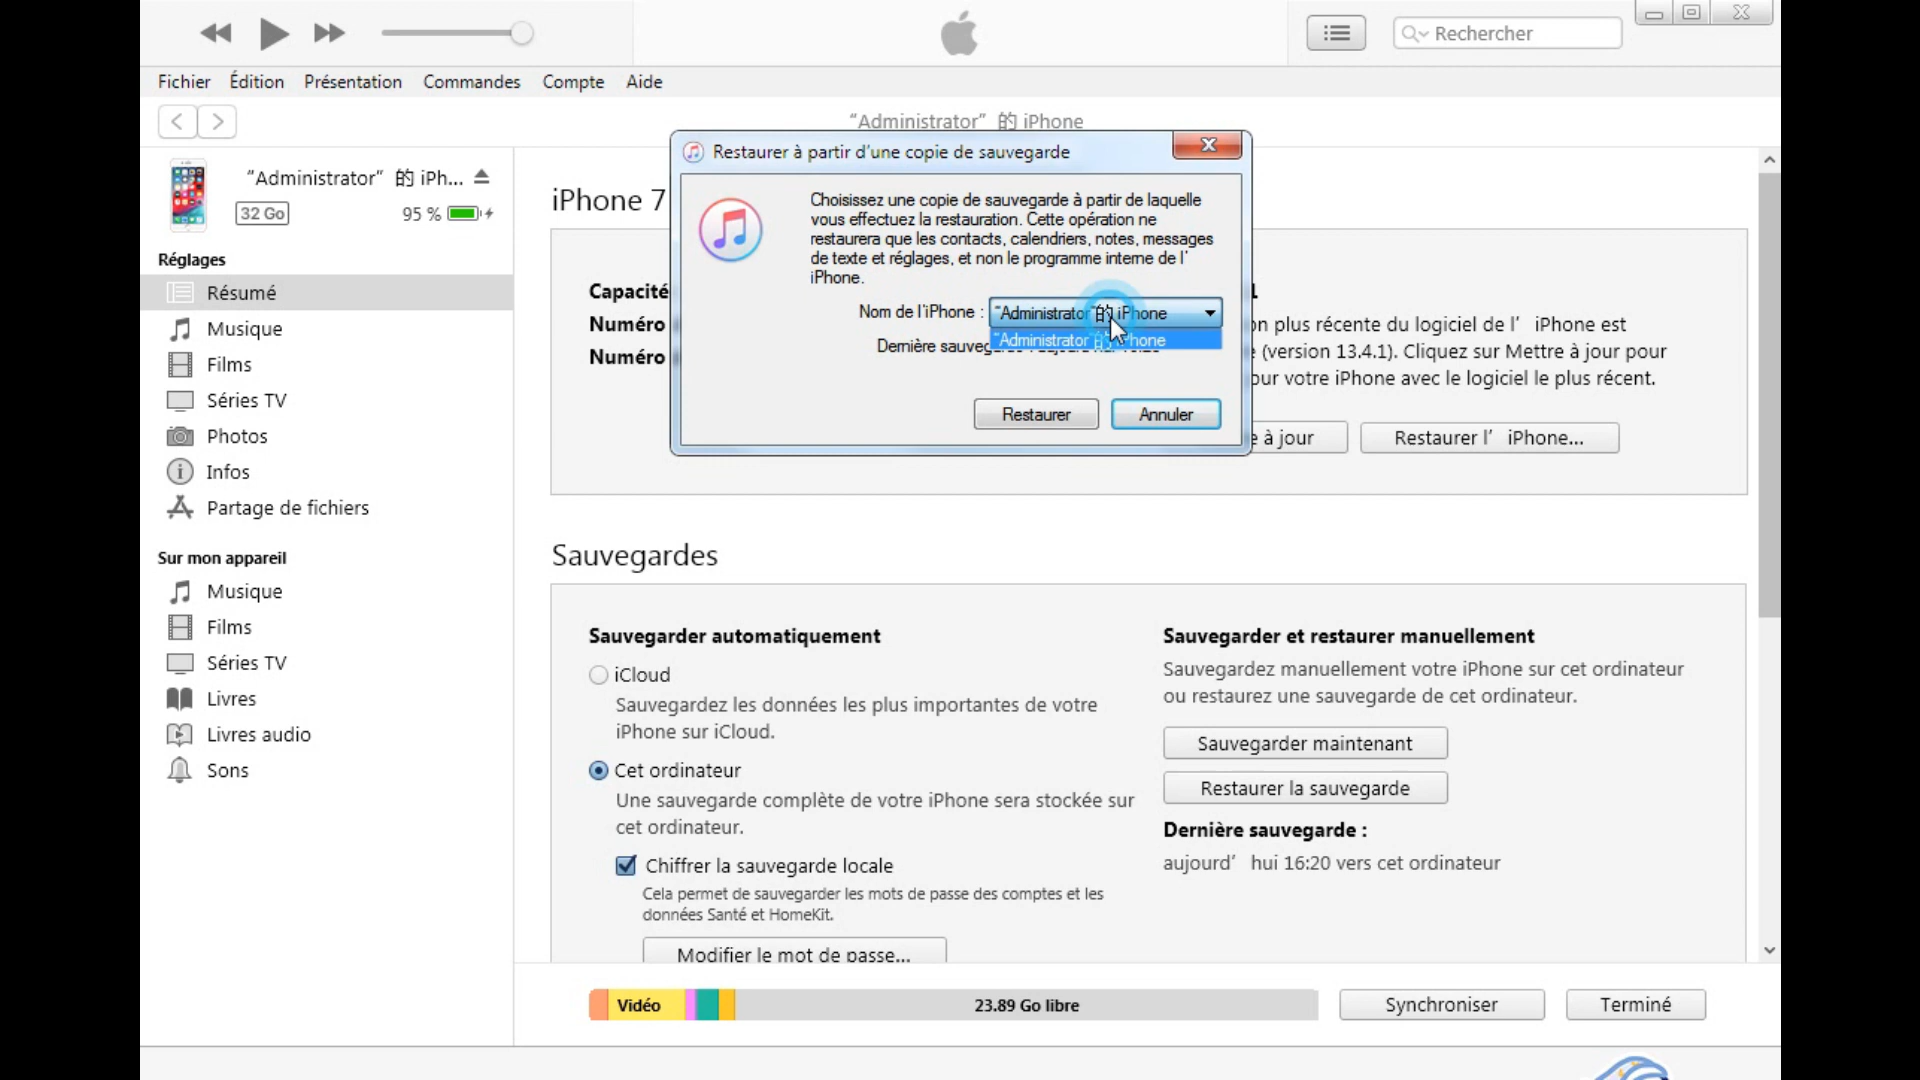 Rechercher
Fichier Édition Présentation Commandes Compte Aide
“Administrator” 的 iPhone
“Administrator” 的 iPh...
32 Go
95 %
Réglages
Résumé
Musique
Films
Séries TV
Photos
Infos
Partage de fichiers
Sur mon appareil
Musique
Films
Séries TV
Livres
Livres audio
Sons
Restaurer à partir d’une copie de sauvegarde
Choisissez une copie de sauvegarde à partir de laquelle
vous effectuez la restauration. Cette opération ne
restaurera que les contacts, calendriers, notes, messages
de texte et réglages, et non le programme interne de l’
iPhone.
Nom de l’iPhone : “Administrator”的 iPhone
“Administrator”的 iPhone
Dernière sauveg
Restaurer Annuler
iPhone 7
Capacité
Numéro
Numéro
on plus récente du logiciel de l’ iPhone est
(version 13.4.1). Cliquez sur Mettre à jour pour
our votre iPhone avec le logiciel le plus récent.
e à jour Restaurer l’ iPhone...
Sauvegardes
Sauvegarder automatiquement
iCloud
Sauvegardez les données les plus importantes de votre
iPhone sur iCloud.
Cet ordinateur
Une sauvegarde complète de votre iPhone sera stockée sur
cet ordinateur.
Chiffrer la sauvegarde locale
Cela permet de sauvegarder les mots de passe des comptes et les
données Santé et HomeKit.
Modifier le mot de passe...
Sauvegarder et restaurer manuellement
Sauvegardez manuellement votre iPhone sur cet ordinateur
ou restaurez une sauvegarde de cet ordinateur.
Sauvegarder maintenant
Restaurer la sauvegarde
Dernière sauvegarde :
aujourd’ hui 16:20 vers cet ordinateur
Vidéo
23.89 Go libre
Synchroniser Terminé